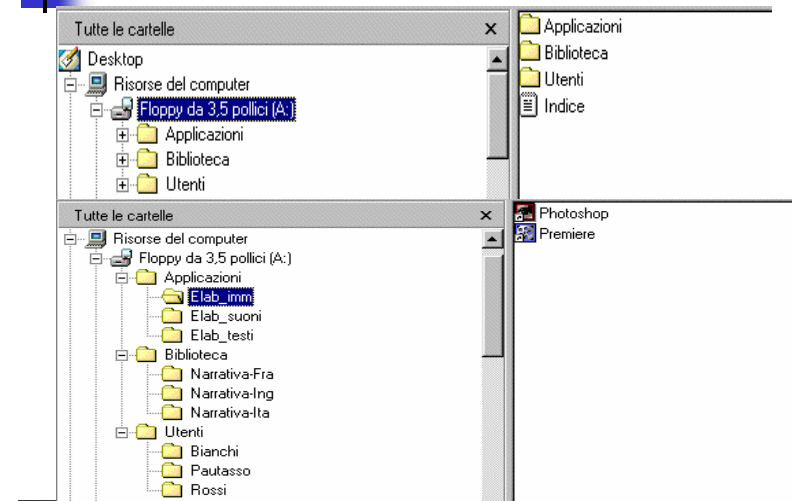 Tutte le cartelle
Desktop
Risorse del computer
Floppy da 3,5 pollici (A:)
Applicazioni
Biblioteca
Utenti
Applicazioni
Biblioteca
Utenti
Indice
Tutte le cartelle
Risorse del computer
Floppy da 3,5 pollici (A:)
Applicazioni
Elab_imm
Elab_suoni
Elab_testi
Biblioteca
Narrativa-Fra
Narrativa-Ing
Narrativa-Ita
Utenti
Bianchi
Pautasso
Rossi
Photoshop
Premiere